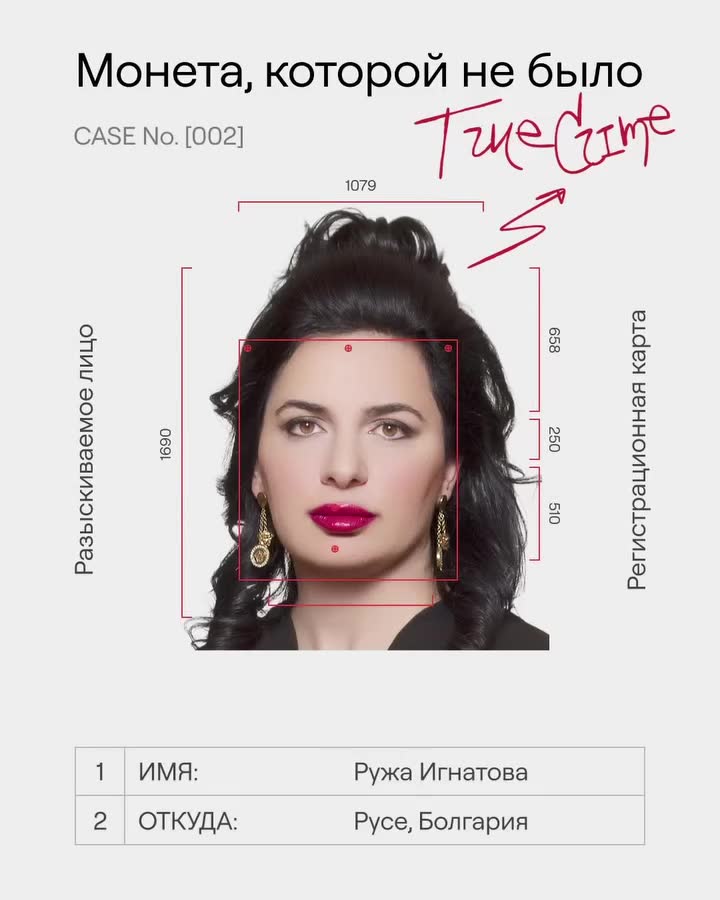 Монета, которой не было
CASE No. [002]
True Crime
1079
Разыскиваемое лицо
1690
658
250
510
Регистрационная карта
1 ИМЯ: Ружа Игнатова
2 ОТКУДА: Русе, Болгария